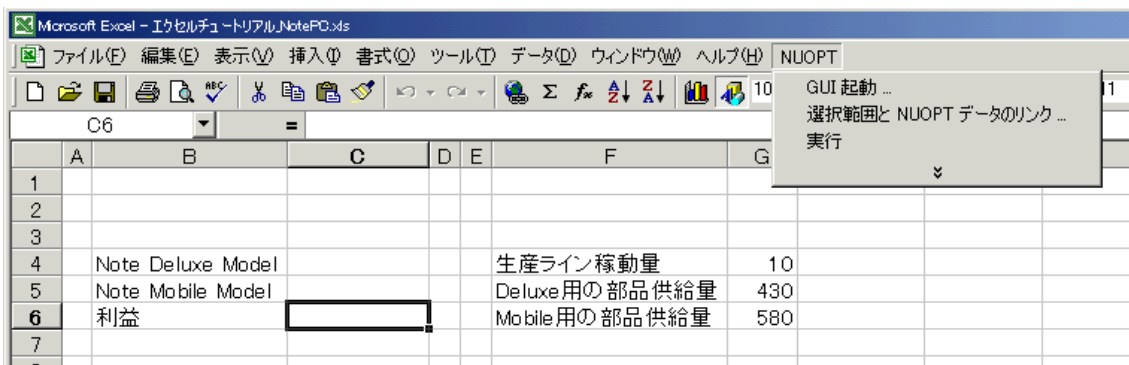 Microsoft Excel - エクセルチュートリアル_NotePC.xls
ファイル(F) 編集(E) 表示(V) 挿入(I) 書式(O) ツール(T) データ(D) ウィンドウ(W) ヘルプ(H) NUOPT
GUI 起動 ...
選択範囲と NUOPT データのリンク ...
実行
10
11
C6 =
A B C D E F G
1
2
3
4 Note Deluxe Model 生産ライン稼動量 10
5 Note Mobile Model Deluxe用の部品供給量 430
6 利益 Mobile用の部品供給量 580
7